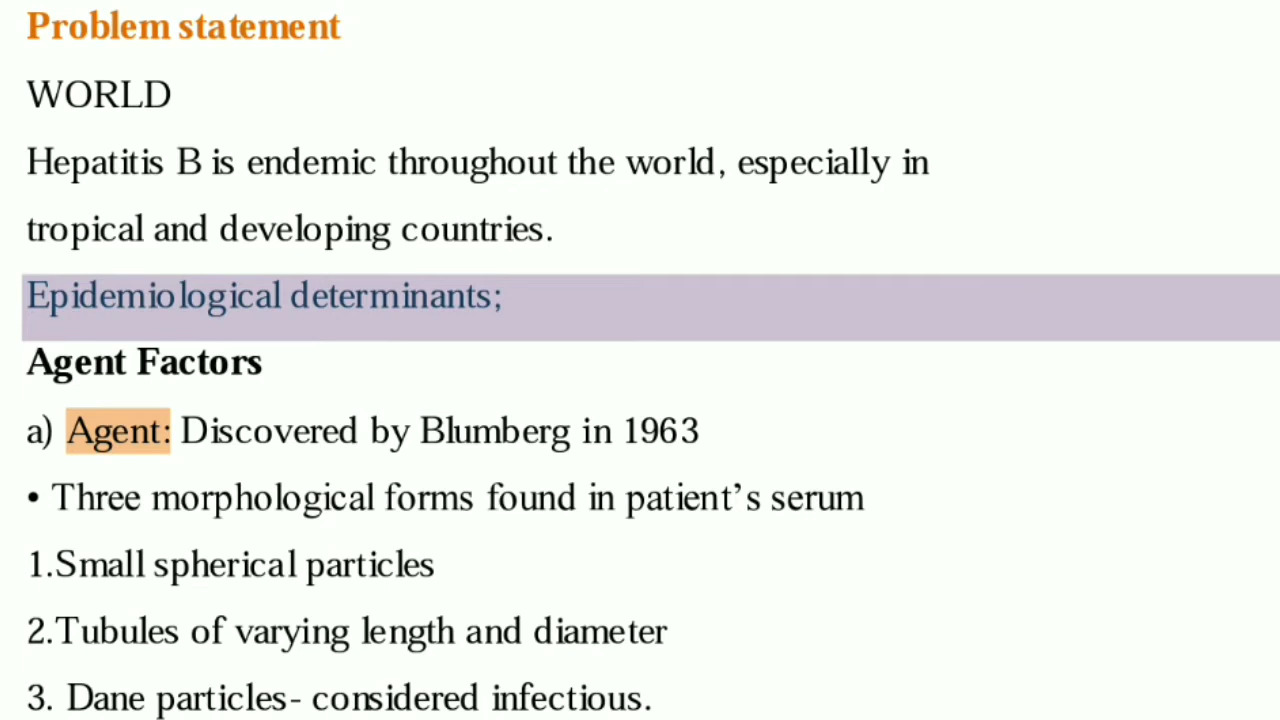 Problem statement
WORLD
Hepatitis B is endemic throughout the world, especially in
tropical and developing countries.
Epidemiological determinants;
Agent Factors
a) Agent: Discovered by Blumberg in 1963
• Three morphological forms found in patient’s serum
1.Small spherical particles
2.Tubules of varying length and diameter
3. Dane particles- considered infectious.